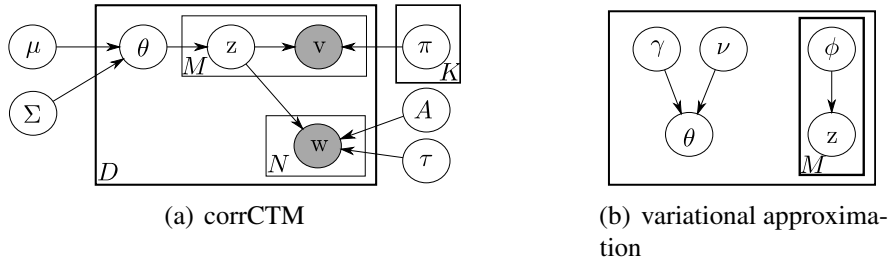 μ θ z v π
M K
Σ A
w
D N τ
(a) corrCTM
γ ν ϕ
θ z
M
(b) variational approxima-
tion